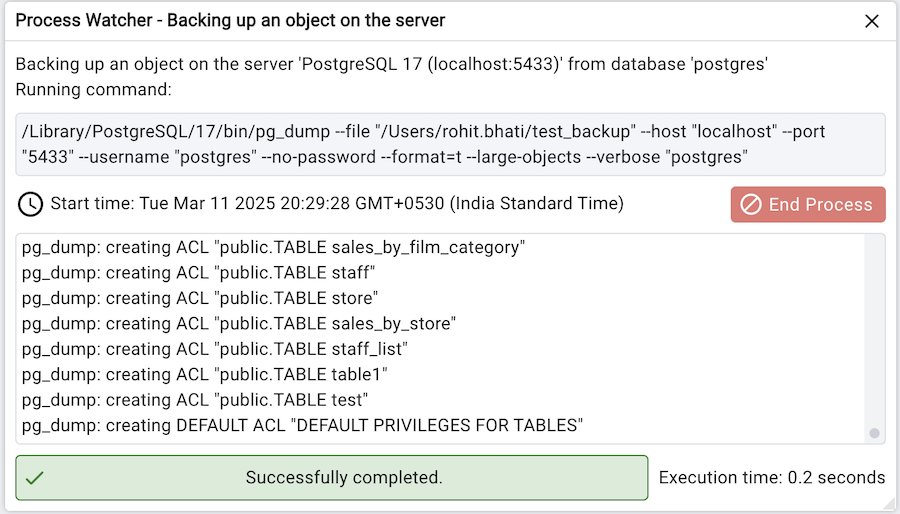 Process Watcher - Backing up an object on the server
Backing up an object on the server 'PostgreSQL 17 (localhost:5433)' from database 'postgres'
Running command:
/Library/PostgreSQL/17/bin/pg_dump --file "/Users/rohit.bhati/test_backup" --host "localhost" --port
"5433" --username "postgres" --no-password --format=t --large-objects --verbose "postgres"
Start time: Tue Mar 11 2025 20:29:28 GMT+0530 (India Standard Time)
End Process
pg_dump: creating ACL "public.TABLE sales_by_film_category"
pg_dump: creating ACL "public.TABLE staff"
pg_dump: creating ACL "public.TABLE store"
pg_dump: creating ACL "public.TABLE sales_by_store"
pg_dump: creating ACL "public.TABLE staff_list"
pg_dump: creating ACL "public.TABLE table1"
pg_dump: creating ACL "public.TABLE test"
pg_dump: creating DEFAULT ACL "DEFAULT PRIVILEGES FOR TABLES"
Successfully completed.
Execution time: 0.2 seconds